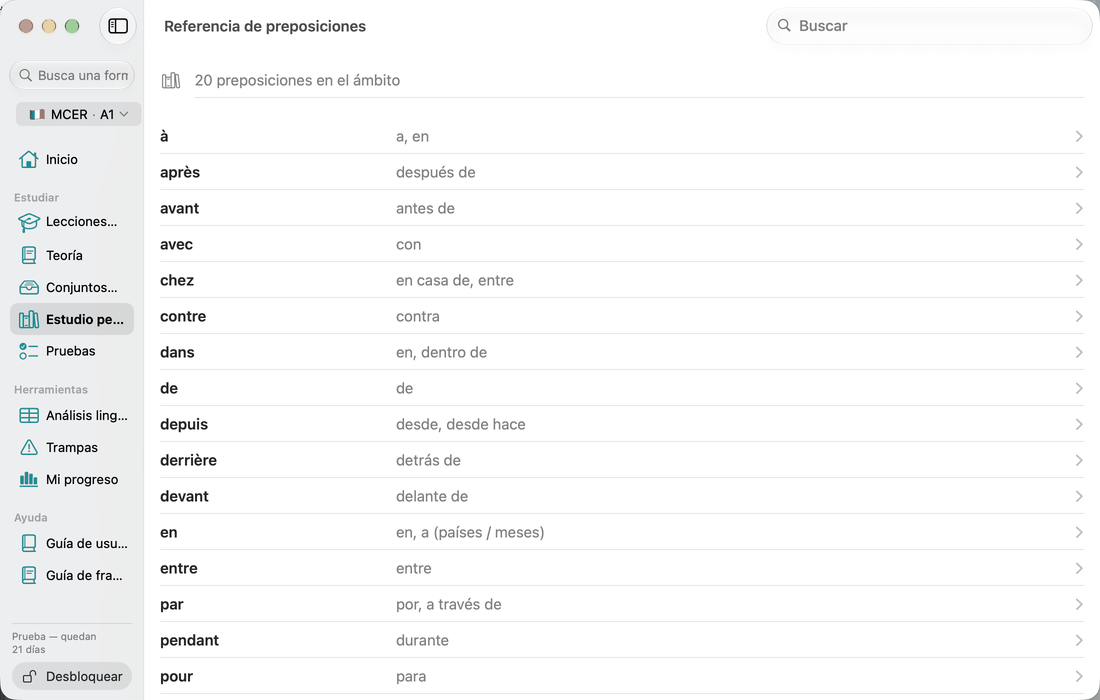 Referencia de preposiciones
Buscar
Busca una forn
MCER · A1
Inicio
Estudiar
Lecciones...
Teoría
Conjuntos...
Estudio pe...
Pruebas
Herramientas
Análisis ling...
Trampas
Mi progreso
Ayuda
Guía de usu...
Guía de fra...
Prueba — quedan
21 días
Desbloquear
20 preposiciones en el ámbito
à a, en
après después de
avant antes de
avec con
chez en casa de, entre
contre contra
dans en, dentro de
de de
depuis desde, desde hace
derrière detrás de
devant delante de
en en, a (países / meses)
entre entre
par por, a través de
pendant durante
pour para